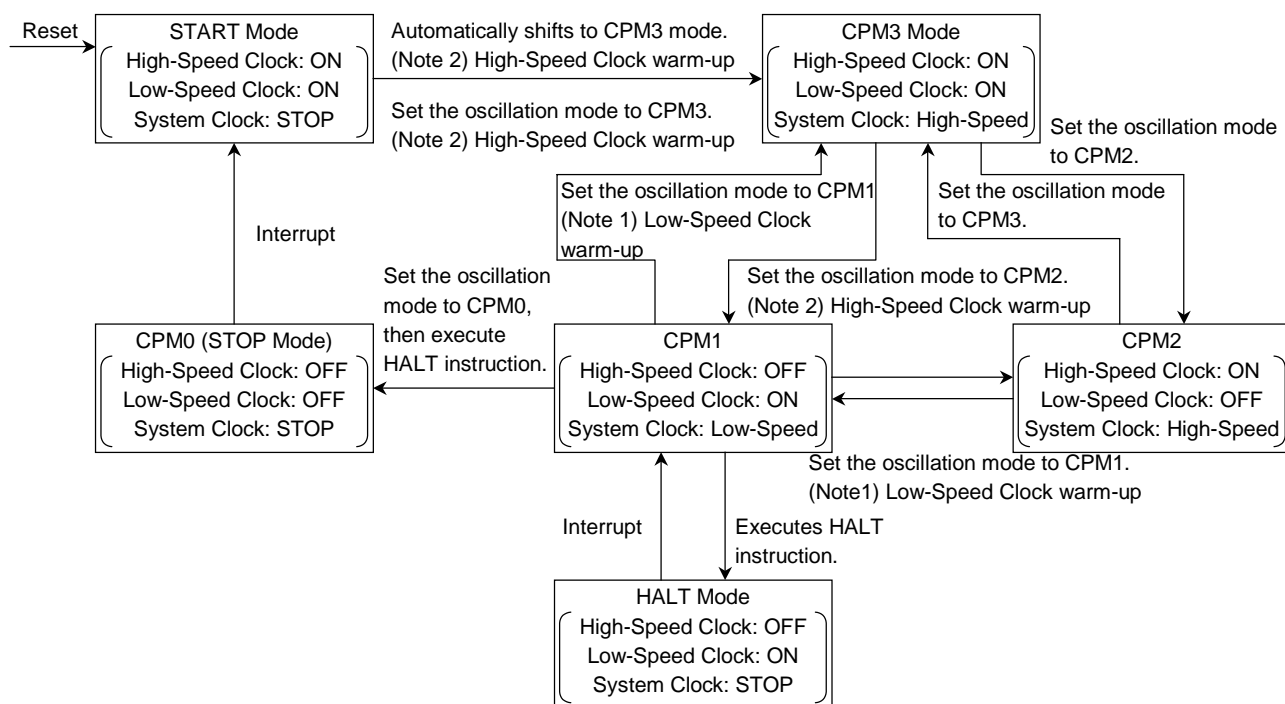 Reset
START Mode
High-Speed Clock: ON
Low-Speed Clock: ON
System Clock: STOP
Automatically shifts to CPM3 mode.
(Note 2) High-Speed Clock warm-up
Set the oscillation mode to CPM3.
(Note 2) High-Speed Clock warm-up
CPM3 Mode
High-Speed Clock: ON
Low-Speed Clock: ON
System Clock: High-Speed
Set the oscillation mode
to CPM2.
Set the oscillation mode to CPM1
(Note 1) Low-Speed Clock
warm-up
Set the oscillation mode
to CPM3.
Interrupt
Set the oscillation
mode to CPM0,
then execute
HALT instruction.
Set the oscillation mode to CPM2.
(Note 2) High-Speed Clock warm-up
CPM0 (STOP Mode)
High-Speed Clock: OFF
Low-Speed Clock: OFF
System Clock: STOP
CPM1
High-Speed Clock: OFF
Low-Speed Clock: ON
System Clock: Low-Speed
CPM2
High-Speed Clock: ON
Low-Speed Clock: OFF
System Clock: High-Speed
Set the oscillation mode to CPM1.
(Note1) Low-Speed Clock warm-up
Interrupt
Executes HALT
instruction.
HALT Mode
High-Speed Clock: OFF
Low-Speed Clock: ON
System Clock: STOP